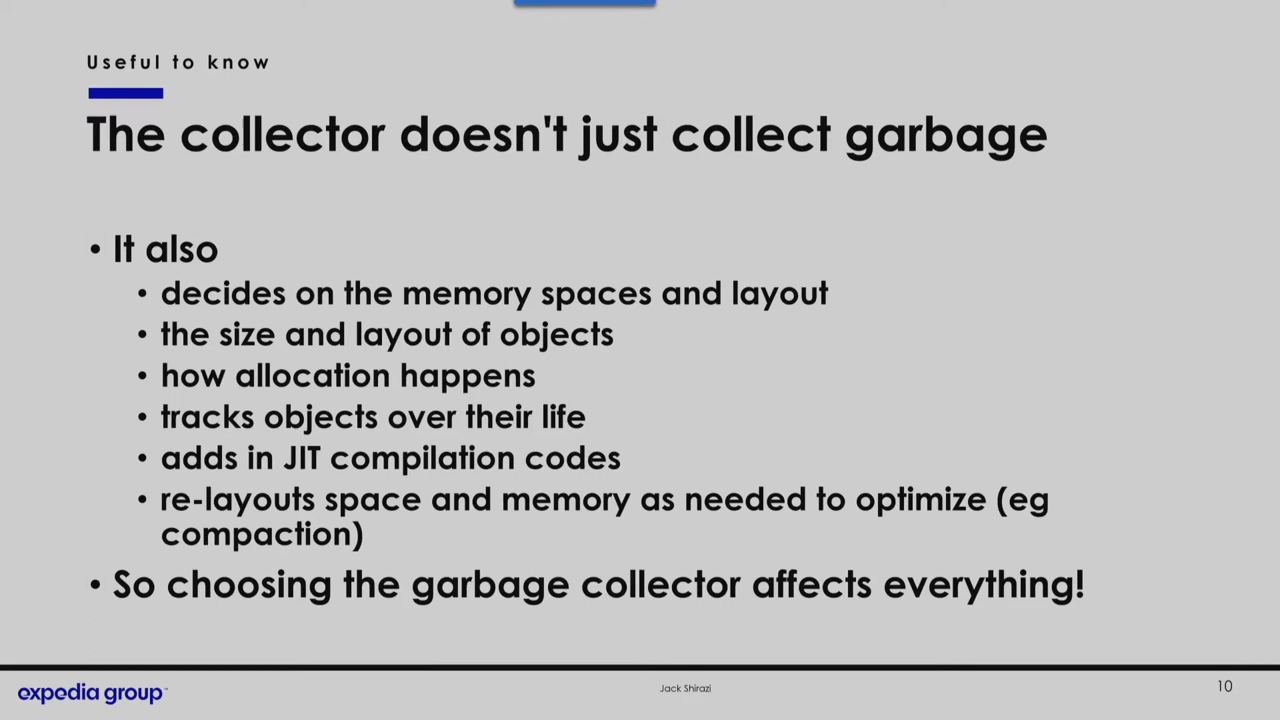 Useful to know
The collector doesn't just collect garbage
• It also
• decides on the memory spaces and layout
• the size and layout of objects
• how allocation happens
• tracks objects over their life
• adds in JIT compilation codes
• re-layouts space and memory as needed to optimize (eg
compaction)
• So choosing the garbage collector affects everything!
expedia group™
Jack Shirazi
10